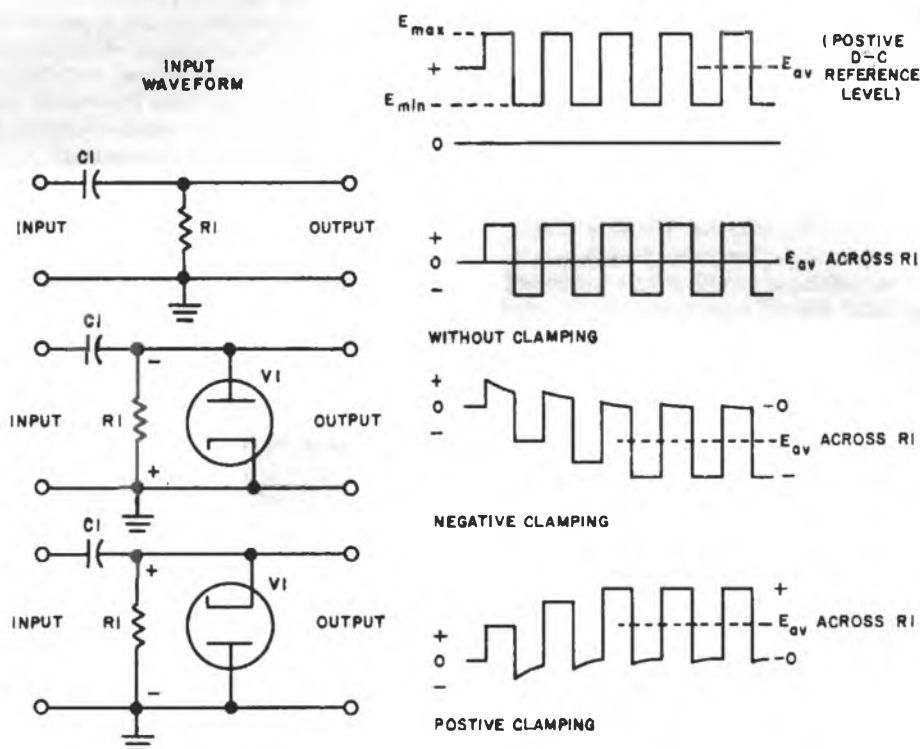 INPUT
WAVEFORM
Emax
+
Emin
0
Eav
(POSTIVE
D-C
REFERENCE
LEVEL)
C1
INPUT
R1
OUTPUT
+
0
-
Eav ACROSS R1
WITHOUT CLAMPING
C1
-
V1
INPUT
R1
OUTPUT
+
+
0
-
-0
Eav ACROSS R1
-
NEGATIVE CLAMPING
C1
+
V1
INPUT
R1
OUTPUT
-
+
0
-
+
Eav ACROSS R1
-0
POSTIVE CLAMPING